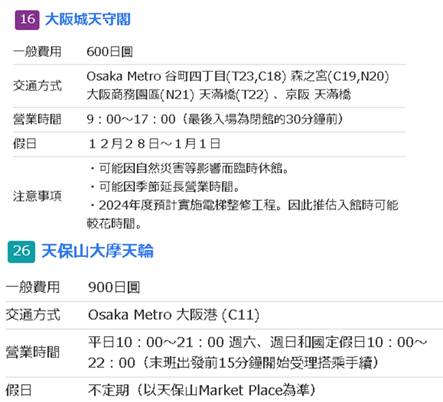 16 大阪城天守閣
一般費用 600日圓
交通方式 Osaka Metro 谷町四丁目(T23,C18) 森之宮(C19,N20)
大阪商務園區(N21) 天滿橋(T22) 、京阪 天滿橋
營業時間 9：00～17：00（最後入場為閉館的30分鐘前）
假日 １２月２８日～１月１日
・可能因自然災害等影響而臨時休館。
・可能因季節延長營業時間。
注意事項 ・2024年度預計實施電梯整修工程。因此推估入館時可能
較花時間。
26 天保山大摩天輪
一般費用 900日圓
交通方式 Osaka Metro 大阪港 (C11)
營業時間 平日10：00～21：00 週六、週日和國定假日10：00～
22：00（末班出發前15分鐘開始受理搭乘手續）
假日 不定期（以天保山Market Place為準）